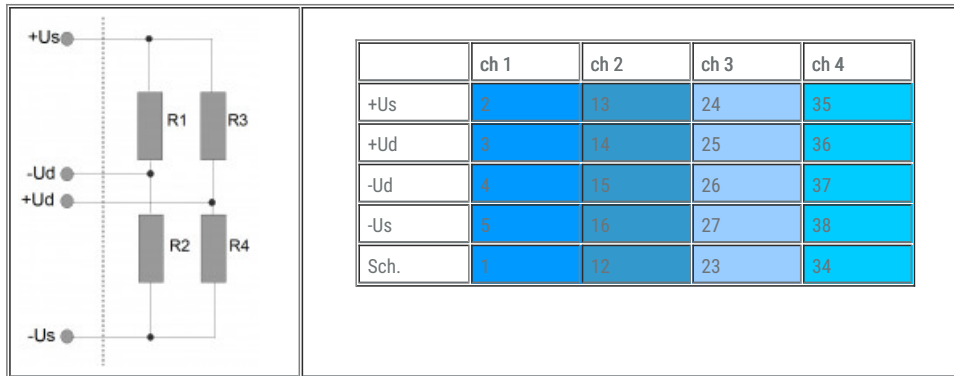 +Us
R1
R3
-Ud
+Ud
R2
R4
-Us
ch 1 ch 2 ch 3 ch 4
+Us 2 13 24 35
+Ud 3 14 25 36
-Ud 4 15 26 37
-Us 5 16 27 38
Sch. 1 12 23 34